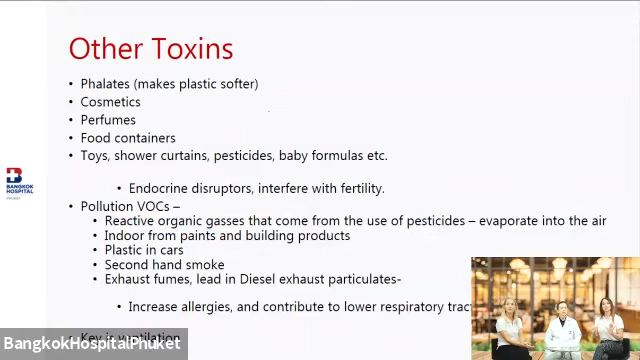 Other Toxins
• Phalates (makes plastic softer)
• Cosmetics
• Perfumes
• Food containers
• Toys, shower curtains, pesticides, baby formulas etc.
• Endocrine disruptors, interfere with fertility.
• Pollution VOCs –
• Reactive organic gasses that come from the use of pesticides – evaporate into the air
• Indoor from paints and building products
• Plastic in cars
• Second hand smoke
• Exhaust fumes, lead in Diesel exhaust particulates-
• Increase allergies, and contribute to lower respiratory tract
Key is ventilation
BANGKOK
HOSPITAL
BangkokHospitalPhuket